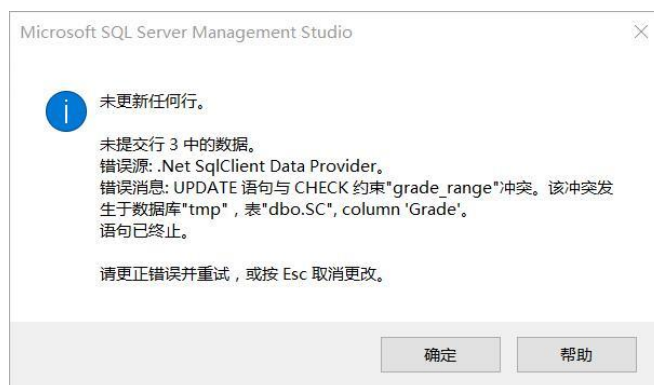 Microsoft SQL Server Management Studio
未更新任何行。
未提交行 3 中的数据。
错误源: .Net SqlClient Data Provider。
错误消息: UPDATE 语句与 CHECK 约束"grade_range"冲突。该冲突发
生于数据库"tmp"，表"dbo.SC", column 'Grade'。
语句已终止。
请更正错误并重试，或按 Esc 取消更改。
确定
帮助